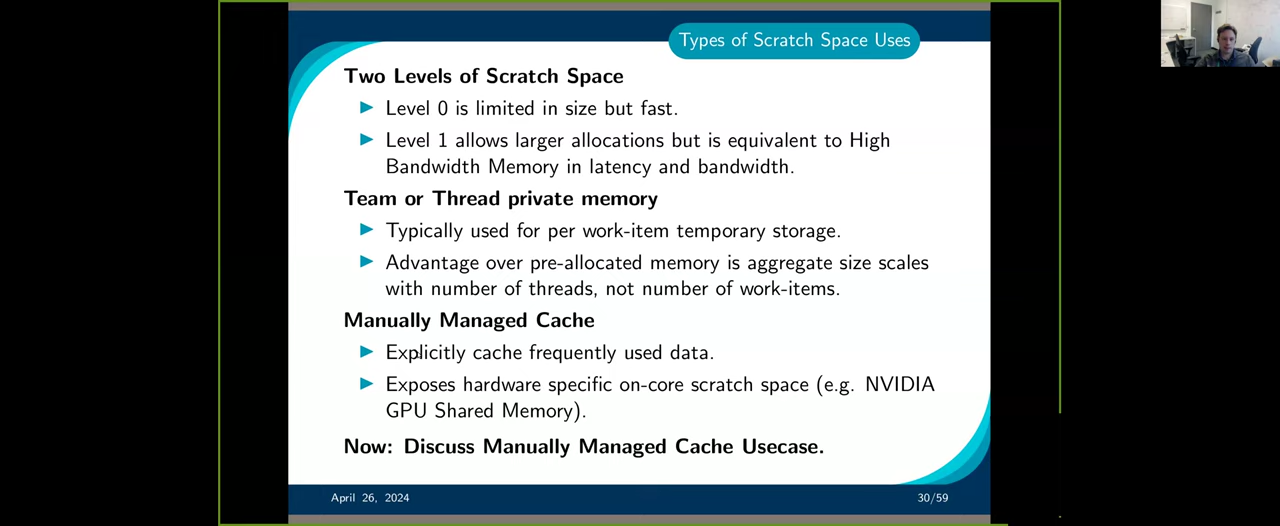 Types of Scratch Space Uses
Two Levels of Scratch Space
Level 0 is limited in size but fast.
Level 1 allows larger allocations but is equivalent to High
Bandwidth Memory in latency and bandwidth.
Team or Thread private memory
Typically used for per work-item temporary storage.
Advantage over pre-allocated memory is aggregate size scales
with number of threads, not number of work-items.
Manually Managed Cache
Explicitly cache frequently used data.
Exposes hardware specific on-core scratch space (e.g. NVIDIA
GPU Shared Memory).
Now: Discuss Manually Managed Cache Usecase.
April 26, 2024
30/59